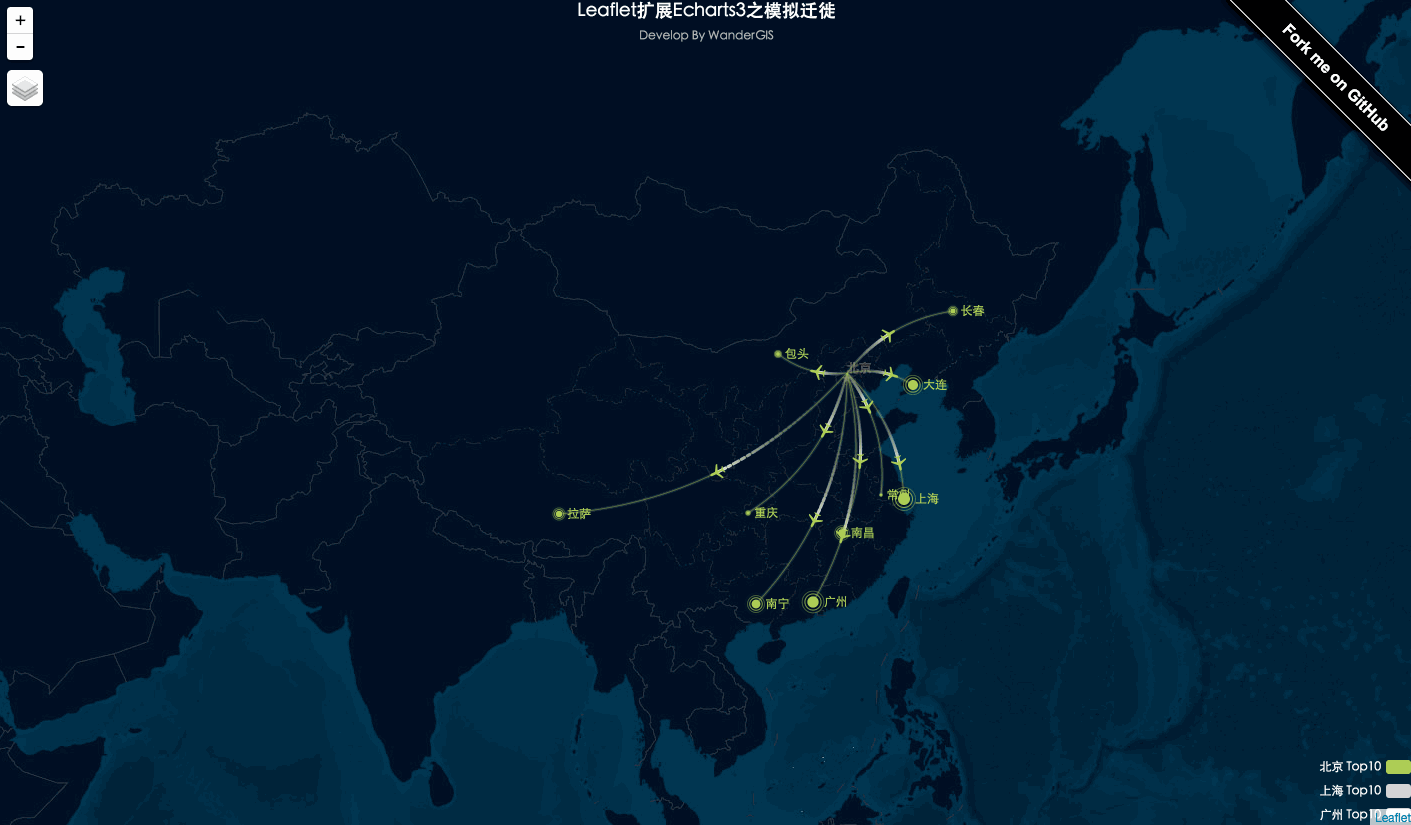 Leaflet扩展Echarts3之模拟迁徙
Develop By WanderGIS
+
−
Fork me on GitHub
长春
包头
北京
大连
常
上海
拉萨
重庆
南昌
南宁
广州
北京 Top10
上海 Top10
广州 Top10
Leaflet